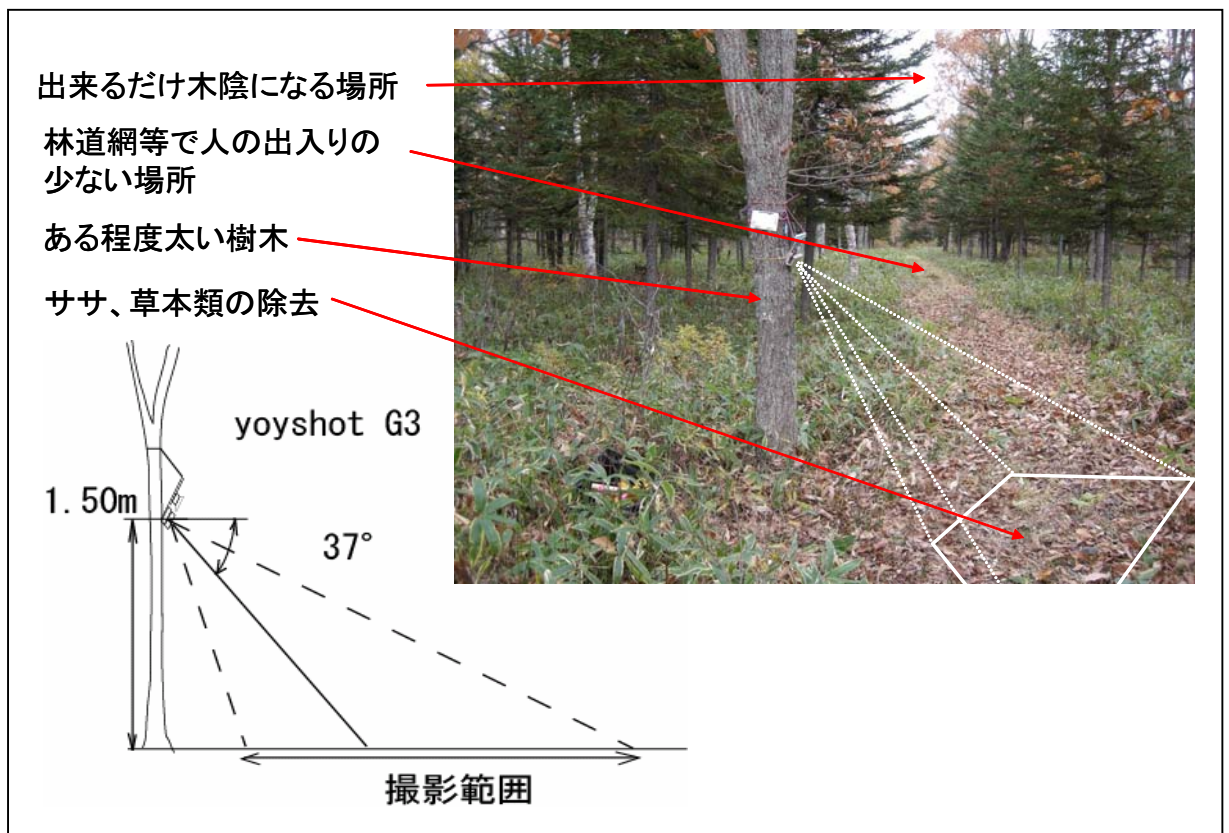 出来るだけ木陰になる場所
林道網等で人の出入りの
少ない場所
ある程度太い樹木
ササ、草本類の除去
yoyshot G3
1.50m
37°
撮影範囲